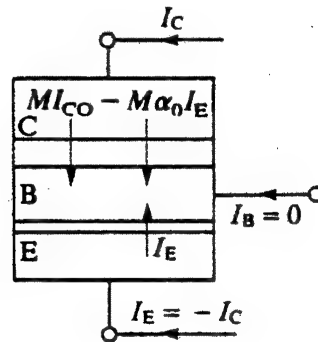 I_C
MI_CO − Mα_0I_E
C
B
I_B = 0
E
I_E
I_E = − I_C